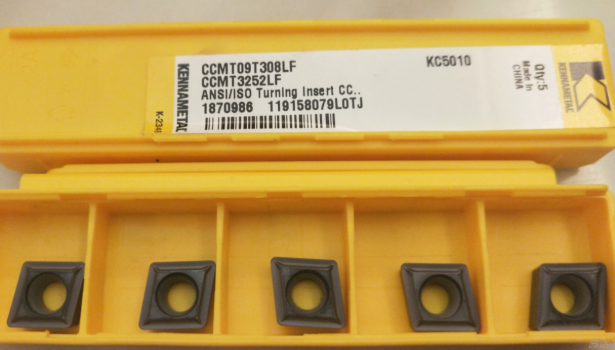 KENNAMETAL
CCMT09T308LF
CCMT3252LF
ANSI/ISO Turning Insert CC..
1870986 119158079L0TJ
KC5010
Qty:5
Made In
CHINA
KENNAMETAL